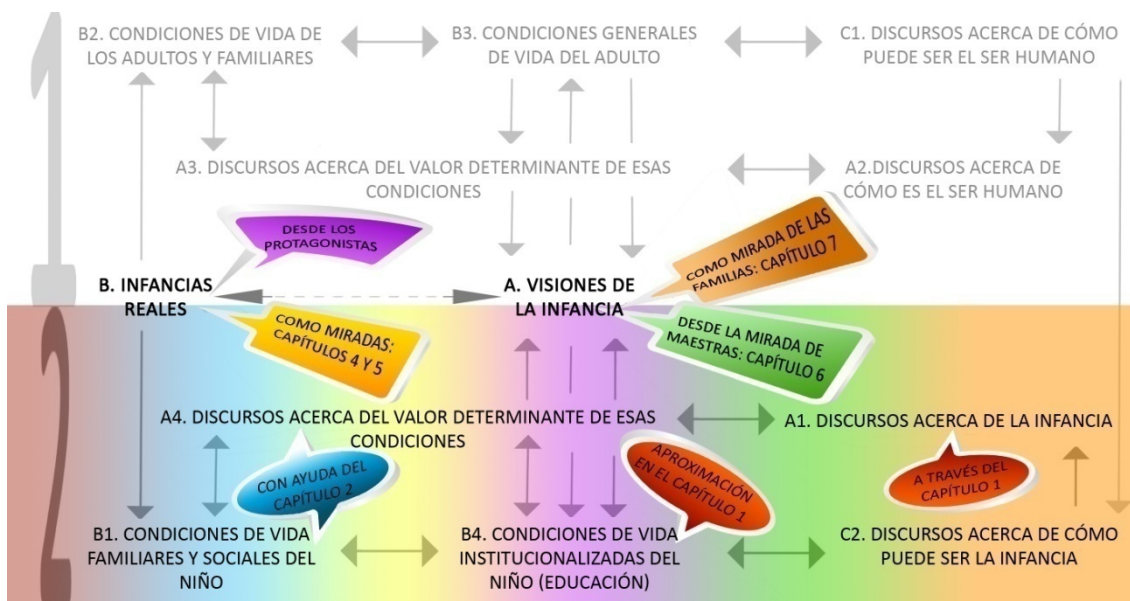 1
B2. CONDICIONES DE VIDA DE
LOS ADULTOS Y FAMILIARES
B3. CONDICIONES GENERALES
DE VIDA DEL ADULTO
C1. DISCURSOS ACERCA DE CÓMO
PUEDE SER EL SER HUMANO
A3. DISCURSOS ACERCA DEL VALOR DETERMINANTE DE ESAS
CONDICIONES
A2.DISCURSOS ACERCA DE
CÓMO ES EL SER HUMANO
DESDE LOS
PROTAGONISTAS
COMO MIRADA DE LAS
FAMILIAS: CAPÍTULO 7
B. INFANCIAS
REALES
A. VISIONES DE
LA INFANCIA
2
COMO MIRADAS:
CAPÍTULOS 4 Y 5
DESDE LA MIRADA DE
MAESTRAS: CAPÍTULO 6
A4. DISCURSOS ACERCA DEL VALOR DETERMINANTE DE ESAS
CONDICIONES
A1. DISCURSOS ACERCA DE LA INFANCIA
CON AYUDA DEL
CAPÍTULO 2
APROXIMACIÓN
EN EL CAPÍTULO 1
A TRAVÉS DEL
CAPÍTULO 1
B1. CONDICIONES DE VIDA
FAMILIARES Y SOCIALES DEL
NIÑO
B4. CONDICIONES DE VIDA
INSTITUCIONALIZADAS DEL
NIÑO (EDUCACIÓN)
C2. DISCURSOS ACERCA DE CÓMO
PUEDE SER LA INFANCIA